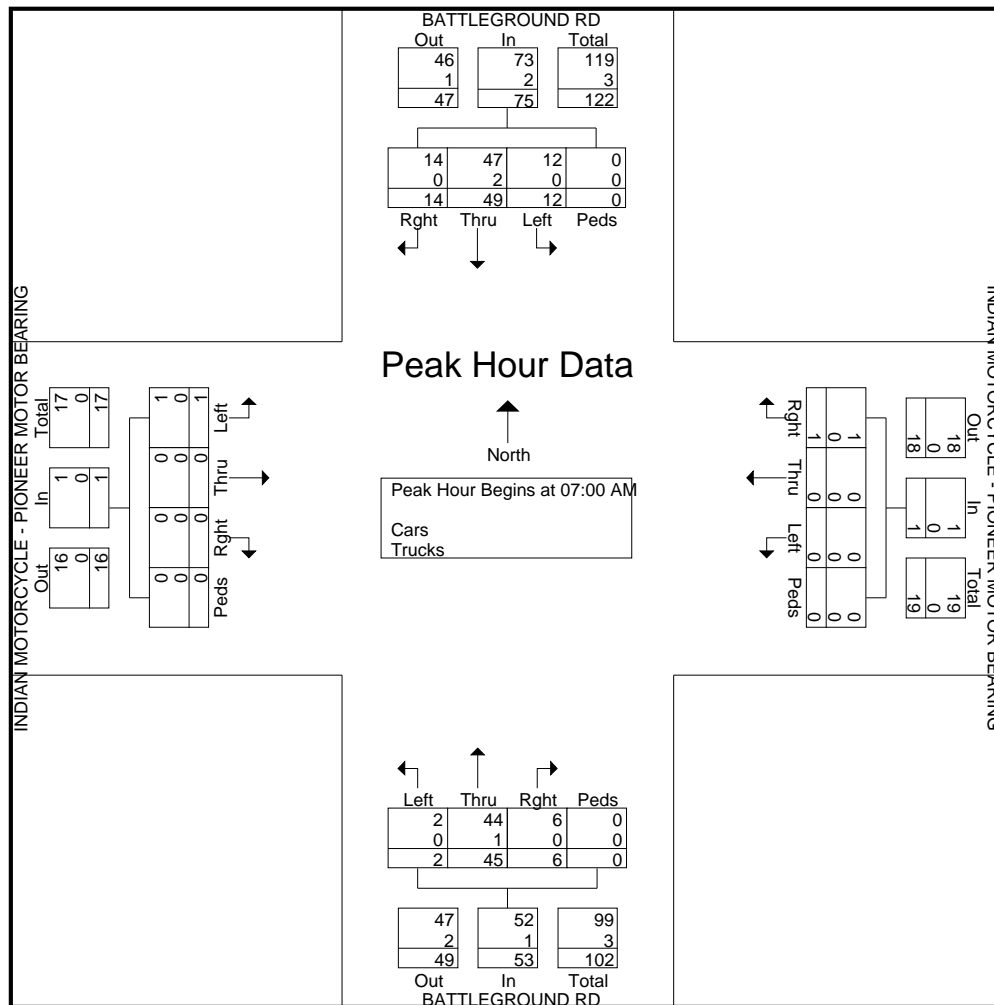 BATTLEGROUND RD
Out In Total
46 73 119
1 2 3
47 75 122
14 47 12 0
0 2 0 0
14 49 12 0
Rght Thru Left Peds
INDIAN MOTORCYCLE - PIONEER MOTOR BEARING
Total
17 0 17
In
1 0 1
Out
16 0 16
Left
1 0 1
Thru
0 0 0
Rght
0 0 0
Peds
0 0 0
Peak Hour Data
North
Peak Hour Begins at 07:00 AM
Cars
Trucks
Rght
1 0 1
Thru
0 0 0
Left
0 0 0
Peds
0 0 0
Out
18 0 18
In
1 0 1
Total
19 0 19
INDIAN MOTORCYCLE - PIONEER MOTOR BEARING
Left Thru Rght Peds
2 44 6 0
0 1 0 0
2 45 6 0
47 52 99
2 1 3
49 53 102
Out In Total
BATTLEGROUND RD